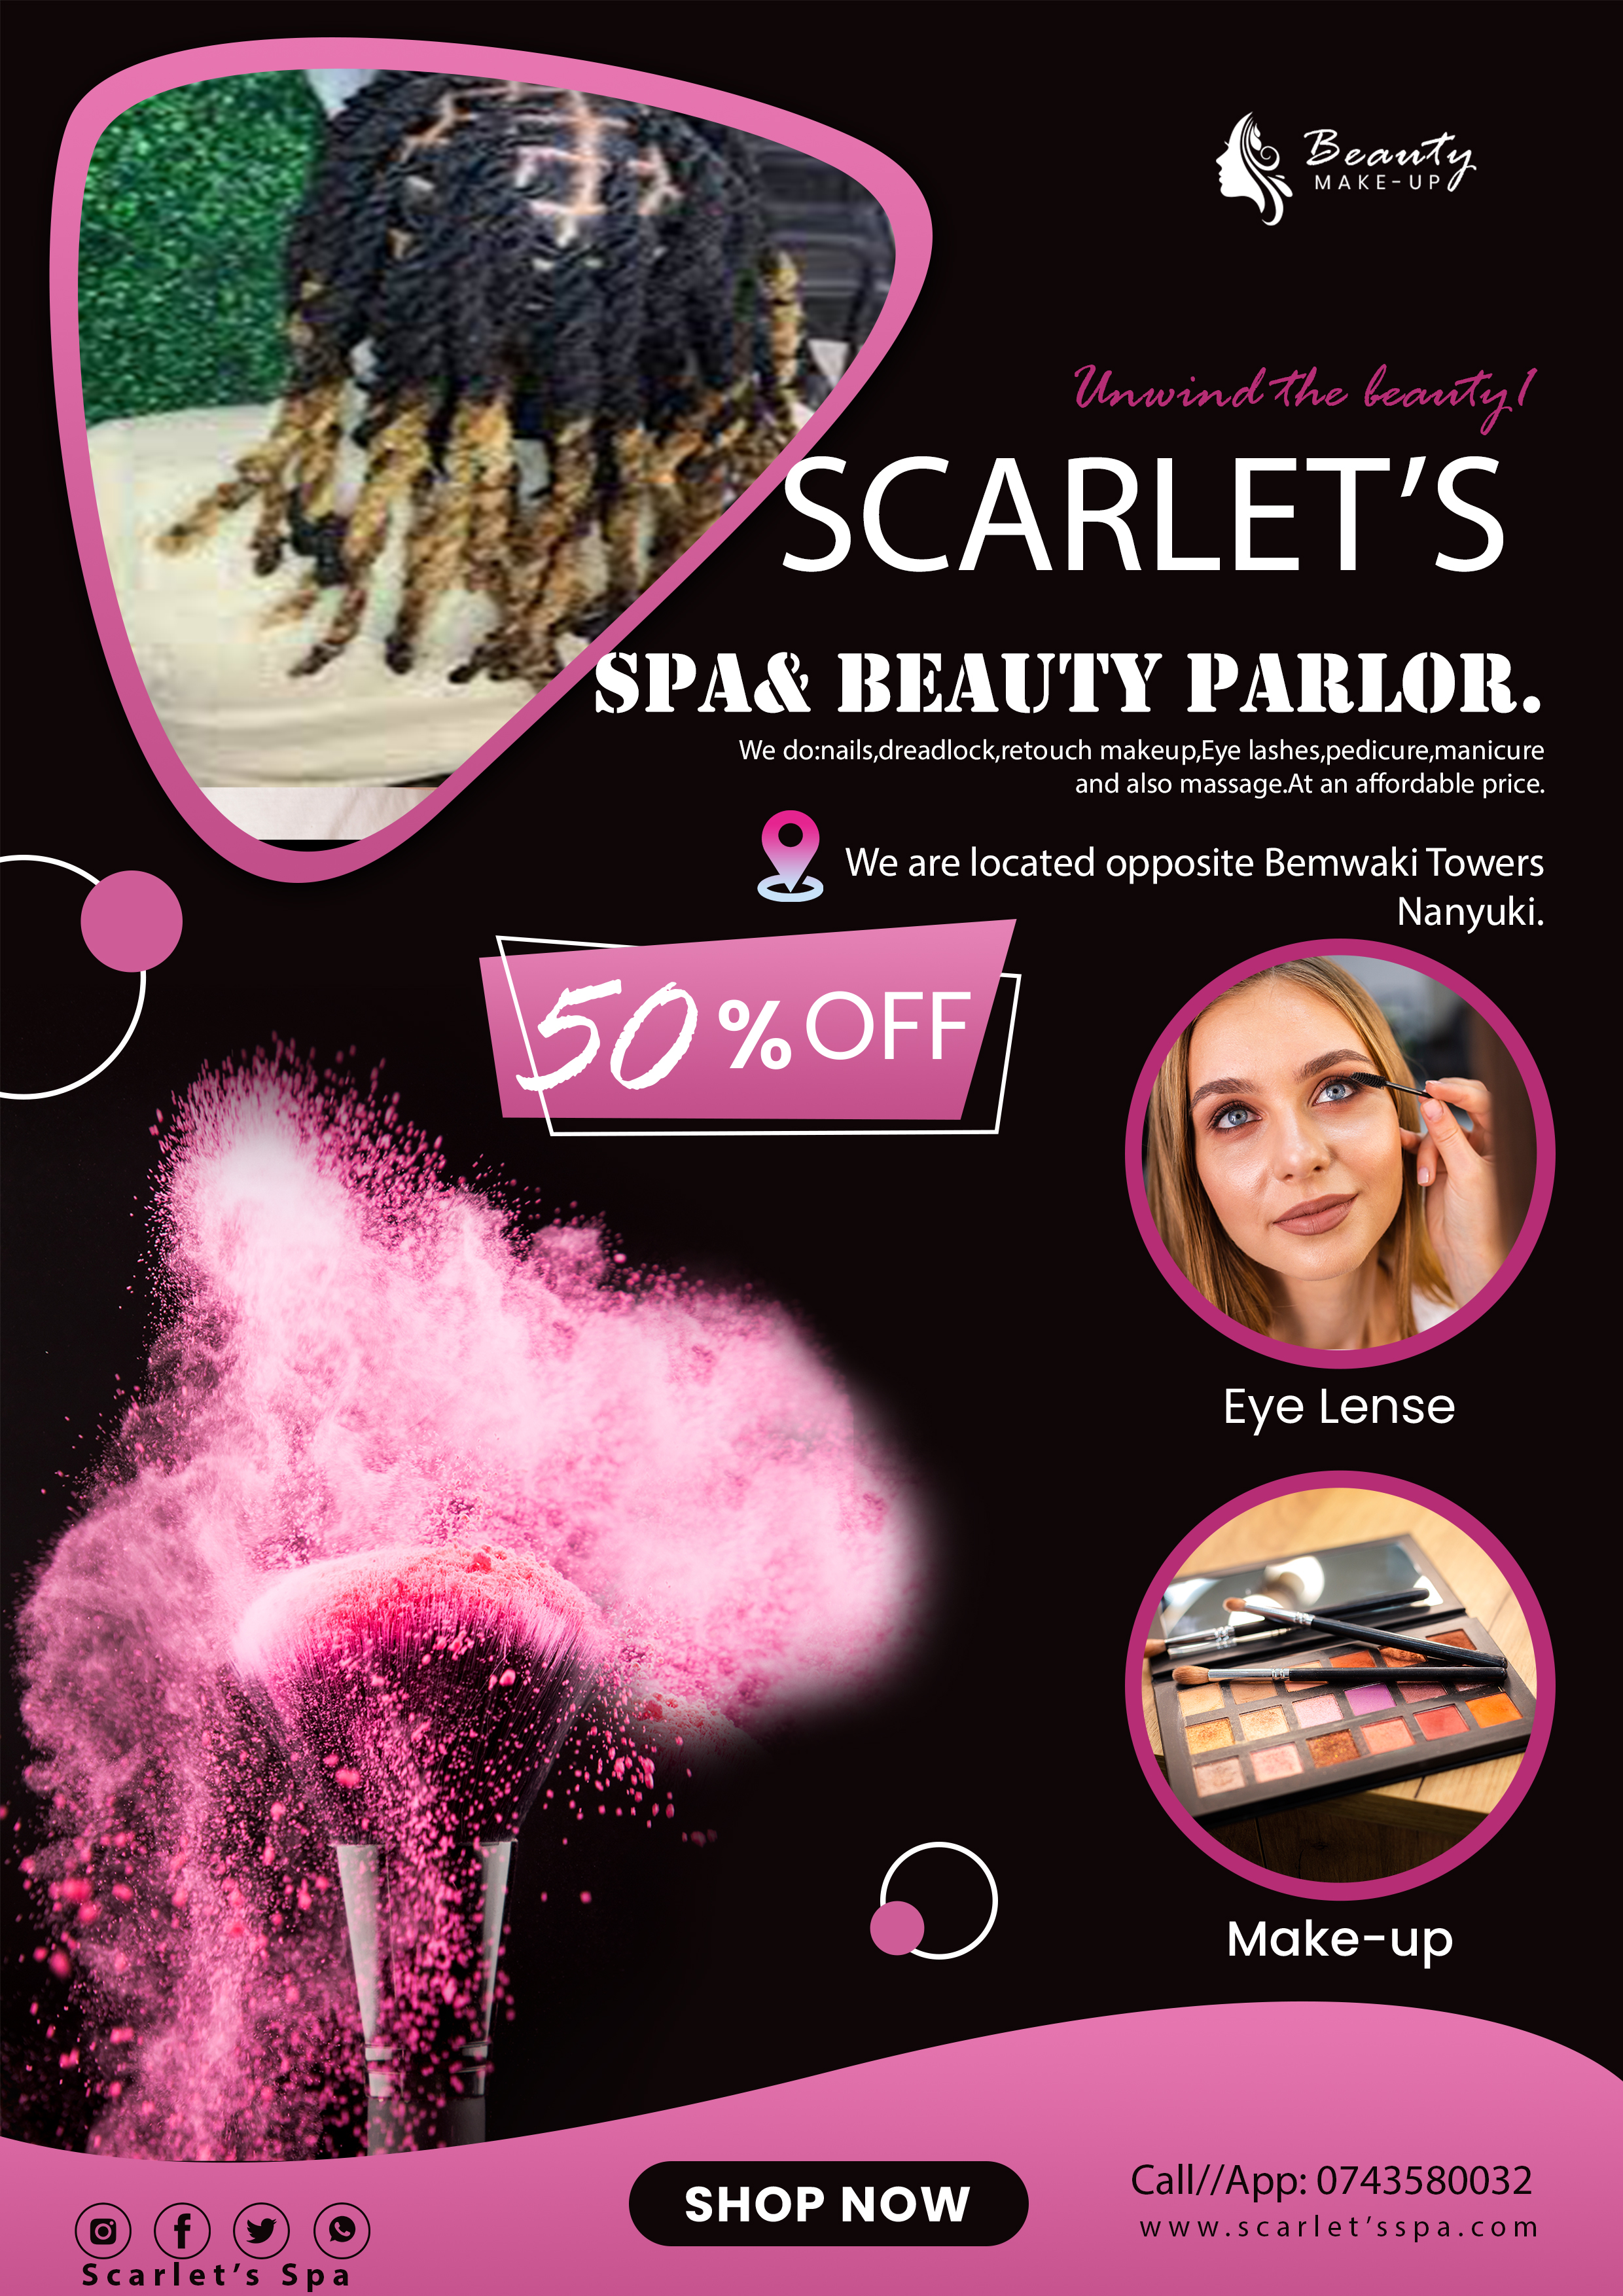 Beauty
MAKE-UP
Unwind the beauty!
SCARLET’S
SPA& BEAUTY PARLOR.
We do:nails,dreadlock,retouch makeup,Eye lashes,pedicure,manicure
and also massage.At an affordable price.
We are located opposite Bemwaki Towers
Nanyuki.
50%OFF
Eye Lense
Make-up
SHOP NOW
Call//App: 0743580032
www.scarlet’sspa.com
Scarlet’s Spa